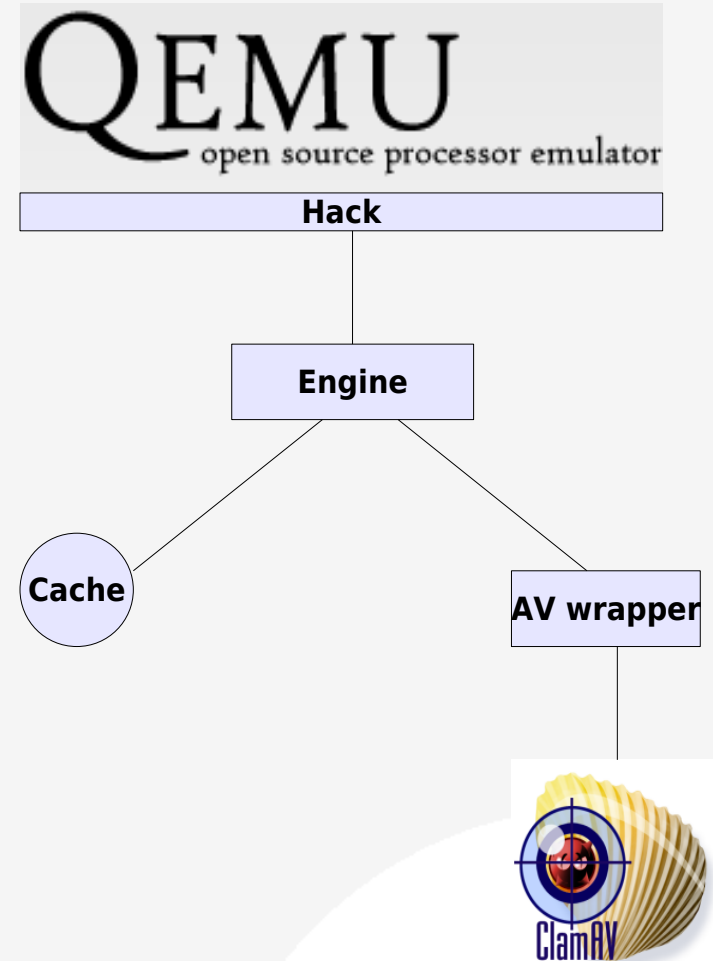 QEMU
open source processor emulator
Hack
Engine
Cache
AV wrapper
ClamAV